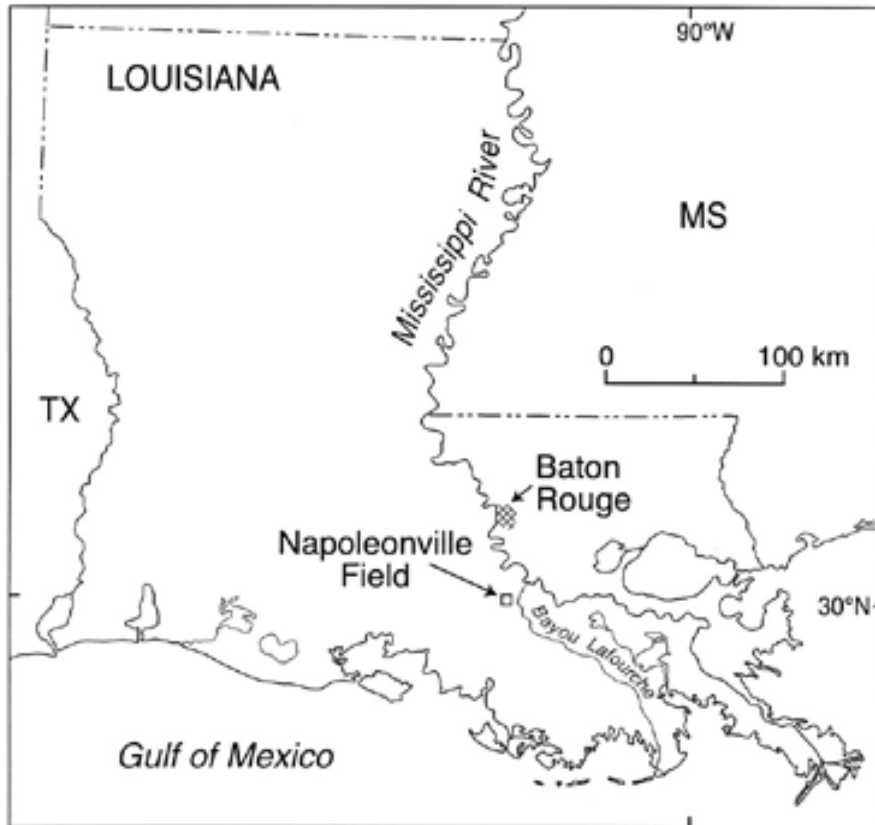 90°W
LOUISIANA
Mississippi River
MS
0 100 km
TX
Baton
Rouge
Napoleonville
Field
30°N
Bayou Lafourche
Gulf of Mexico